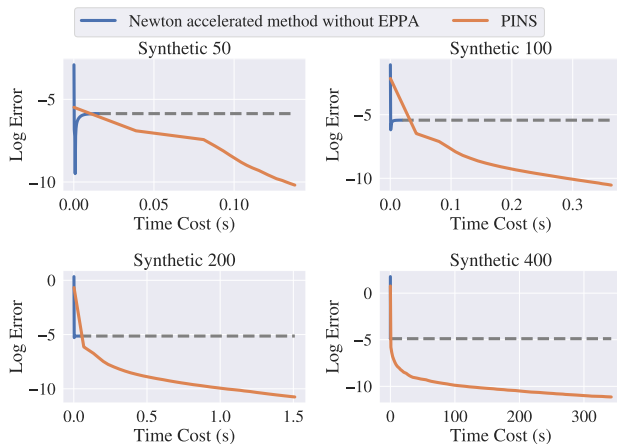 Newton accelerated method without EPPA PINS
Synthetic 50
Log Error
−5
−10
0.00 0.05 0.10
Time Cost (s)
Synthetic 100
Log Error
−5
−10
0.0 0.1 0.2 0.3
Time Cost (s)
Synthetic 200
Log Error
0
−5
−10
0.0 0.5 1.0 1.5
Time Cost (s)
Synthetic 400
Log Error
0
−5
−10
0 100 200 300
Time Cost (s)